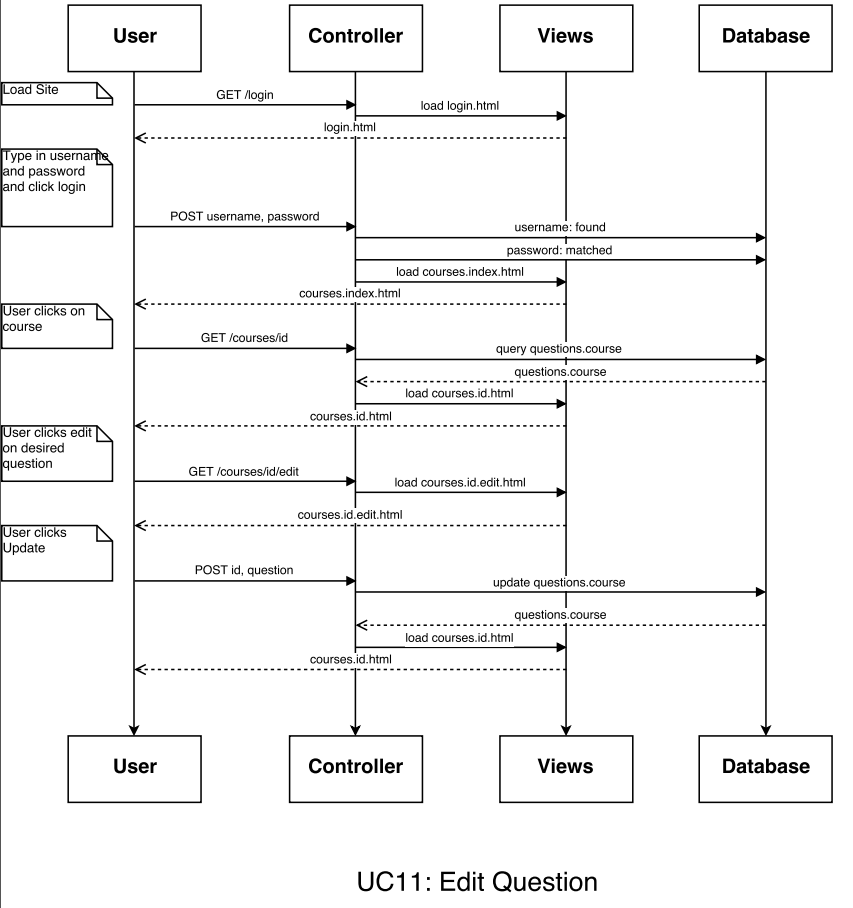 User
Controller
Views
Database
Load Site
GET /login
load login.html
login.html
Type in username
and password
and click login
POST username, password
username: found
password: matched
load courses.index.html
courses.index.html
User clicks on
course
GET /courses/id
query questions.course
questions.course
load courses.id.html
courses.id.html
User clicks edit
on desired
question
GET /courses/id/edit
load courses.id.edit.html
courses.id.edit.html
User clicks
Update
POST id, question
update questions.course
questions.course
load courses.id.html
courses.id.html
User
Controller
Views
Database
UC11: Edit Question